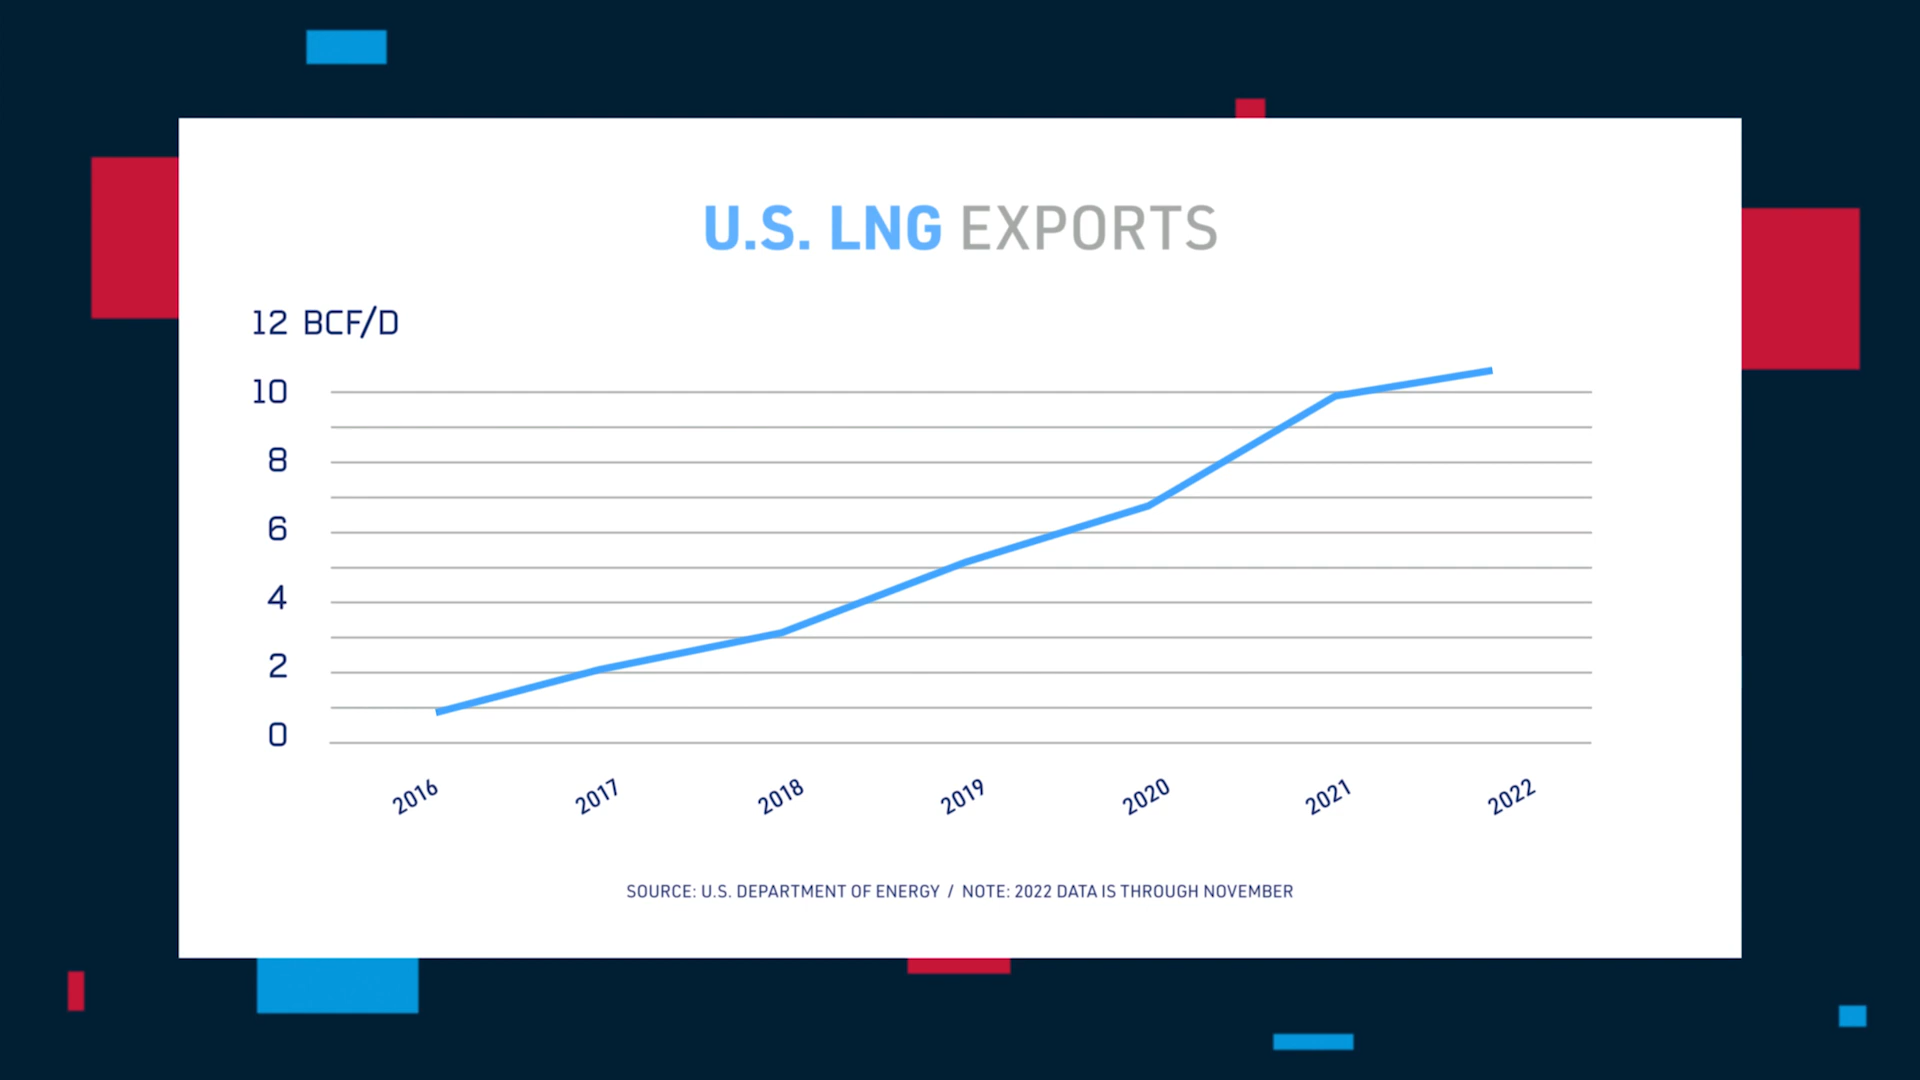 U.S. LNG EXPORTS
12 BCF/D
10
8
6
4
2
0
2016 2017 2018 2019 2020 2021 2022
SOURCE: U.S. DEPARTMENT OF ENERGY / NOTE: 2022 DATA IS THROUGH NOVEMBER